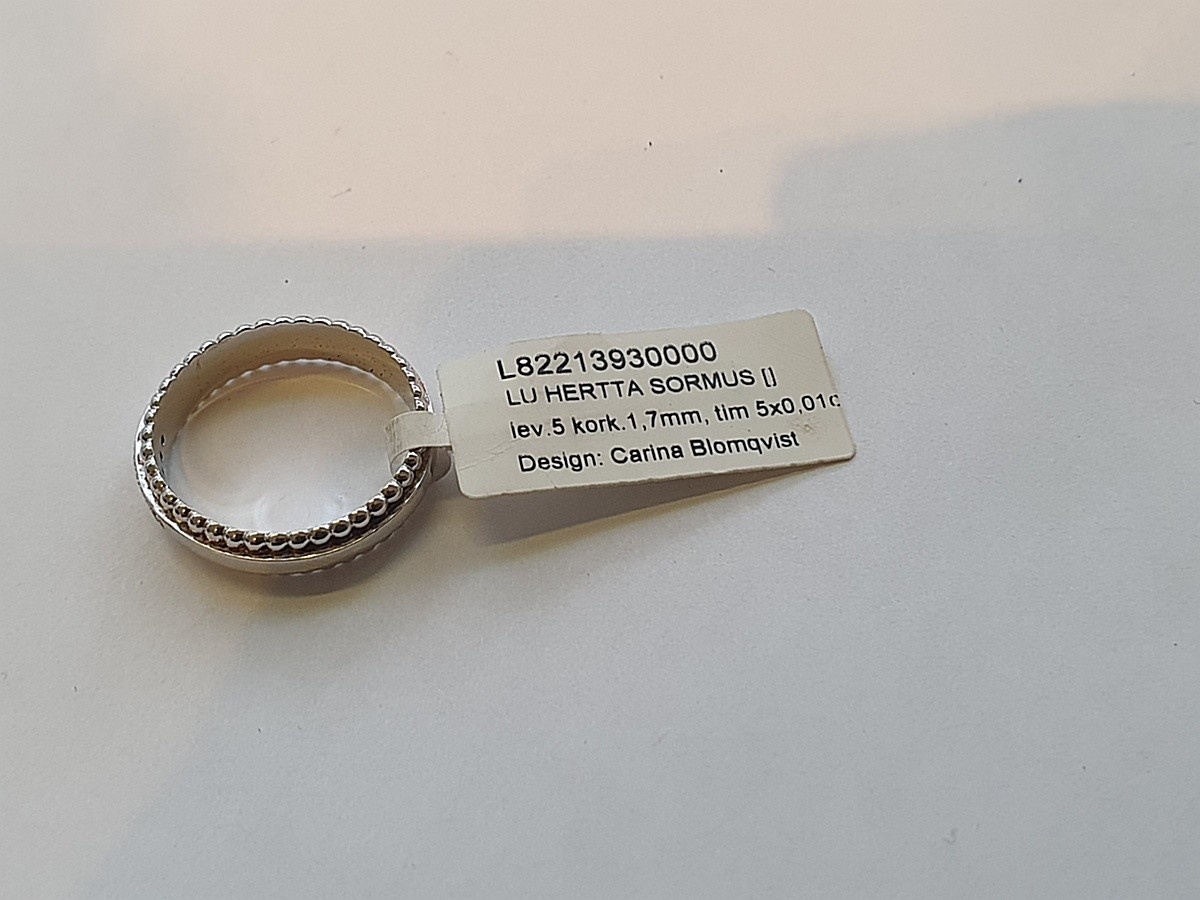 L82213930000
LU HERTTA SORMUS []
lev.5 kork.1,7mm, tim 5x0,01c
Design: Carina Blomqvist